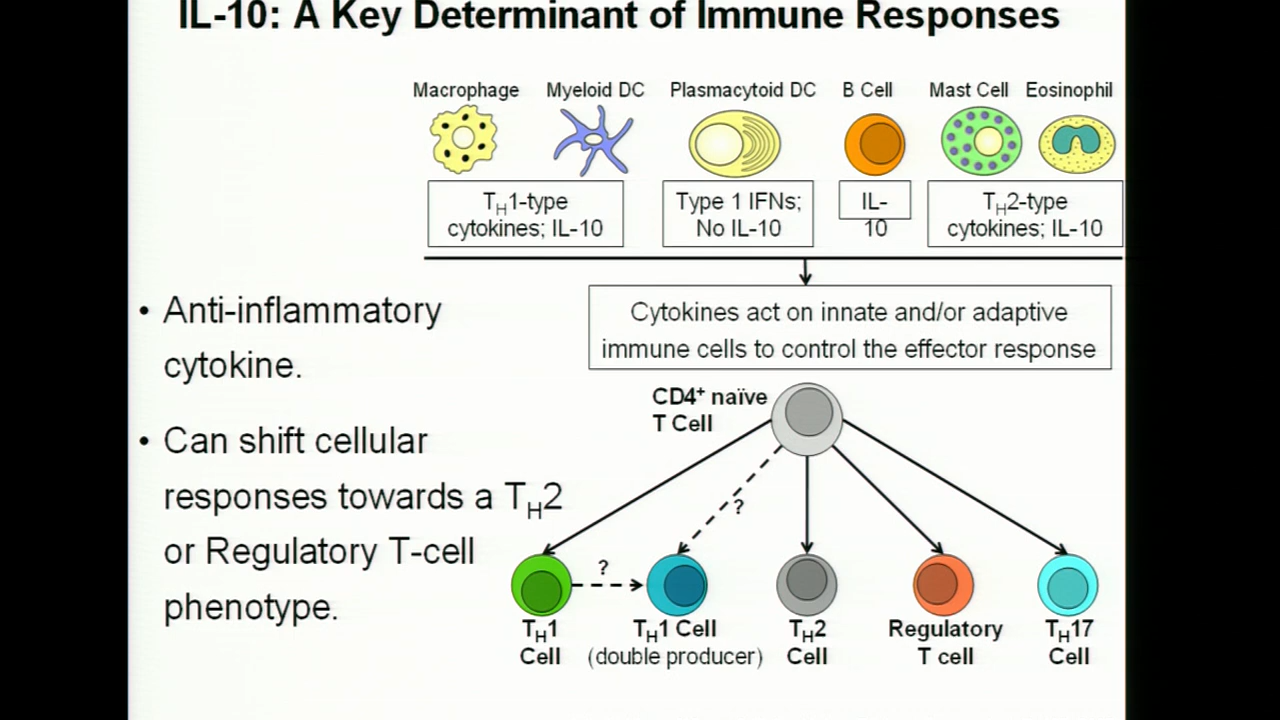 IL-10: A Key Determinant of Immune Responses
Macrophage
Myeloid DC
Plasmacytoid DC
B Cell
Mast Cell
Eosinophil
TH1-type
cytokines; IL-10
Type 1 IFNs;
No IL-10
IL-
10
TH2-type
cytokines; IL-10
Cytokines act on innate and/or adaptive
immune cells to control the effector response
• Anti-inflammatory
cytokine.
• Can shift cellular
responses towards a TH2
or Regulatory T-cell
phenotype.
CD4+ naïve
T Cell
?
?
TH1
Cell
TH1 Cell
(double producer)
TH2
Cell
Regulatory
T cell
TH17
Cell